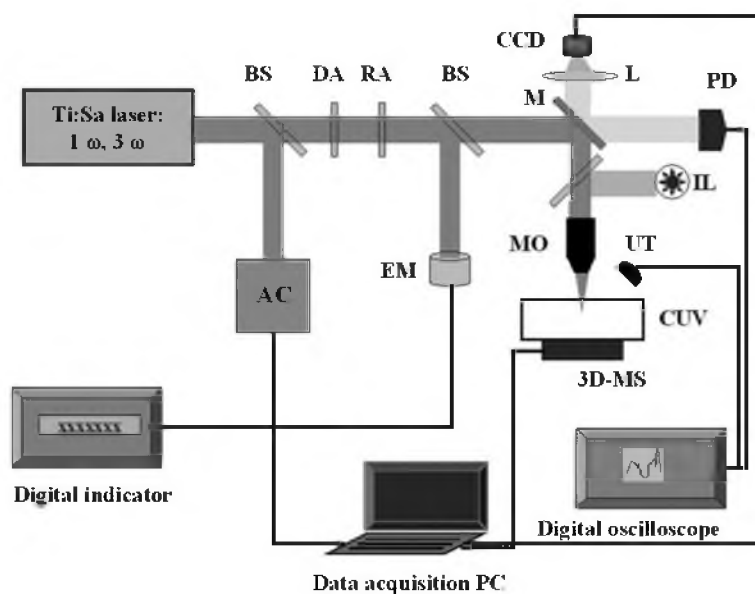 CCD
BS DA RA BS L
M PD
Ti:Sa laser:
1 ω, 3 ω
IL
MO UT
EM
AC
CUV
3D-MS
Digital indicator
Digital oscilloscope
Data acquisition PC